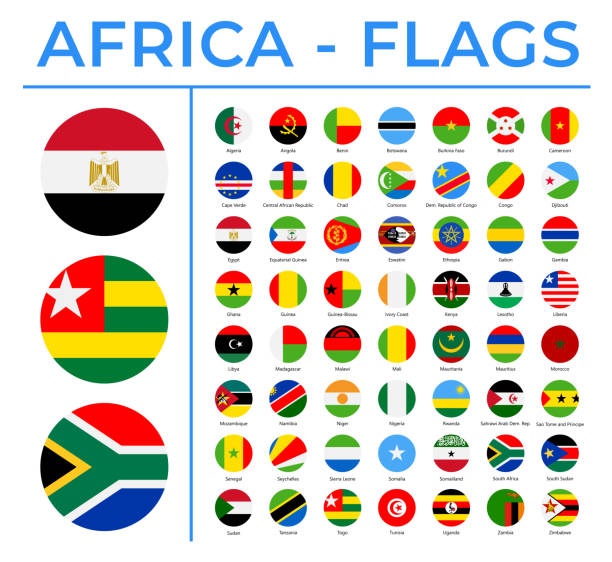 AFRICA - FLAGS
Algeria Angola Benin Botswana Burkina Faso Burundi Cameroon
Cape Verde Central African Republic Chad Comoros Dem. Republic of Congo Congo Djibouti
Egypt Equatorial Guinea Eritrea Eswatini Ethiopia Gabon Gambia
Ghana Guinea Guinea-Bissau Ivory Coast Kenya Lesotho Liberia
Libya Madagascar Malawi Mali Mauritania Mauritius Morocco
Mozambique Namibia Niger Nigeria Rwanda Sahrawi Arab Dem. Rep. Sao Tome and Principe
Senegal Seychelles Sierra Leone Somalia Somaliland South Africa South Sudan
Sudan Tanzania Togo Tunisia Uganda Zambia Zimbabwe